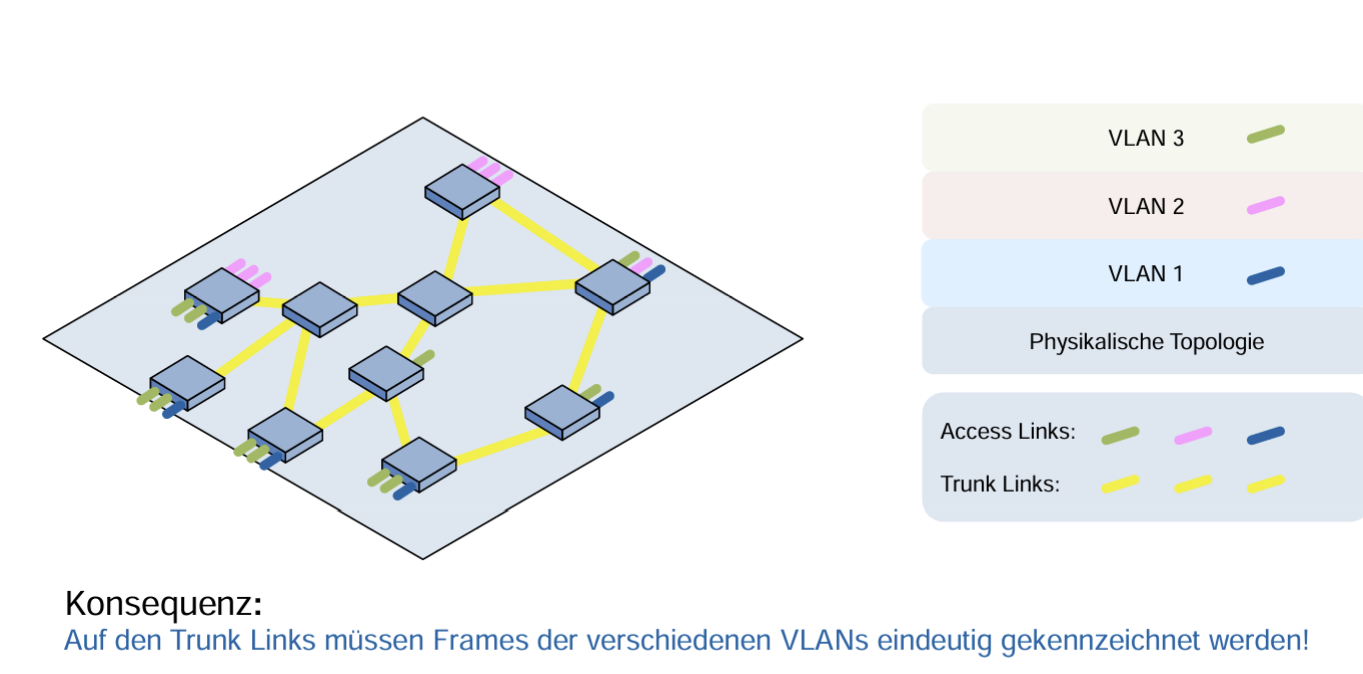 VLAN 3
VLAN 2
VLAN 1
Physikalische Topologie
Access Links:
Trunk Links:
Konsequenz:
Auf den Trunk Links müssen Frames der verschiedenen VLANs eindeutig gekennzeichnet werden!